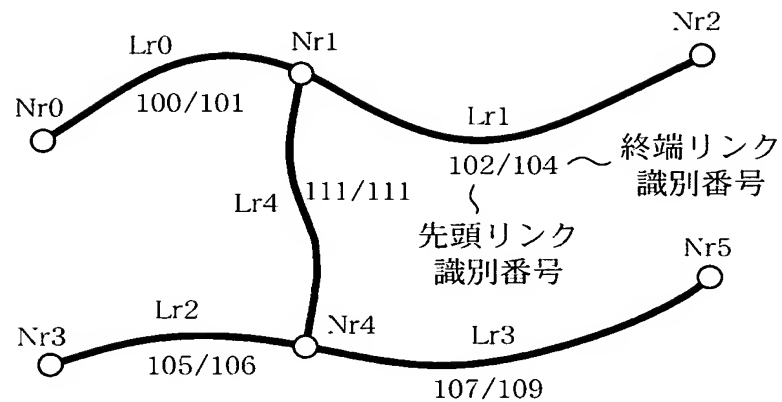 Nr2
Lr0
Nr1
Nr0
100/101
Lr1
102/104
終端リンク
識別番号
Lr4
111/111
先頭リンク
識別番号
Nr5
Lr2
Nr4
Lr3
Nr3
105/106
107/109